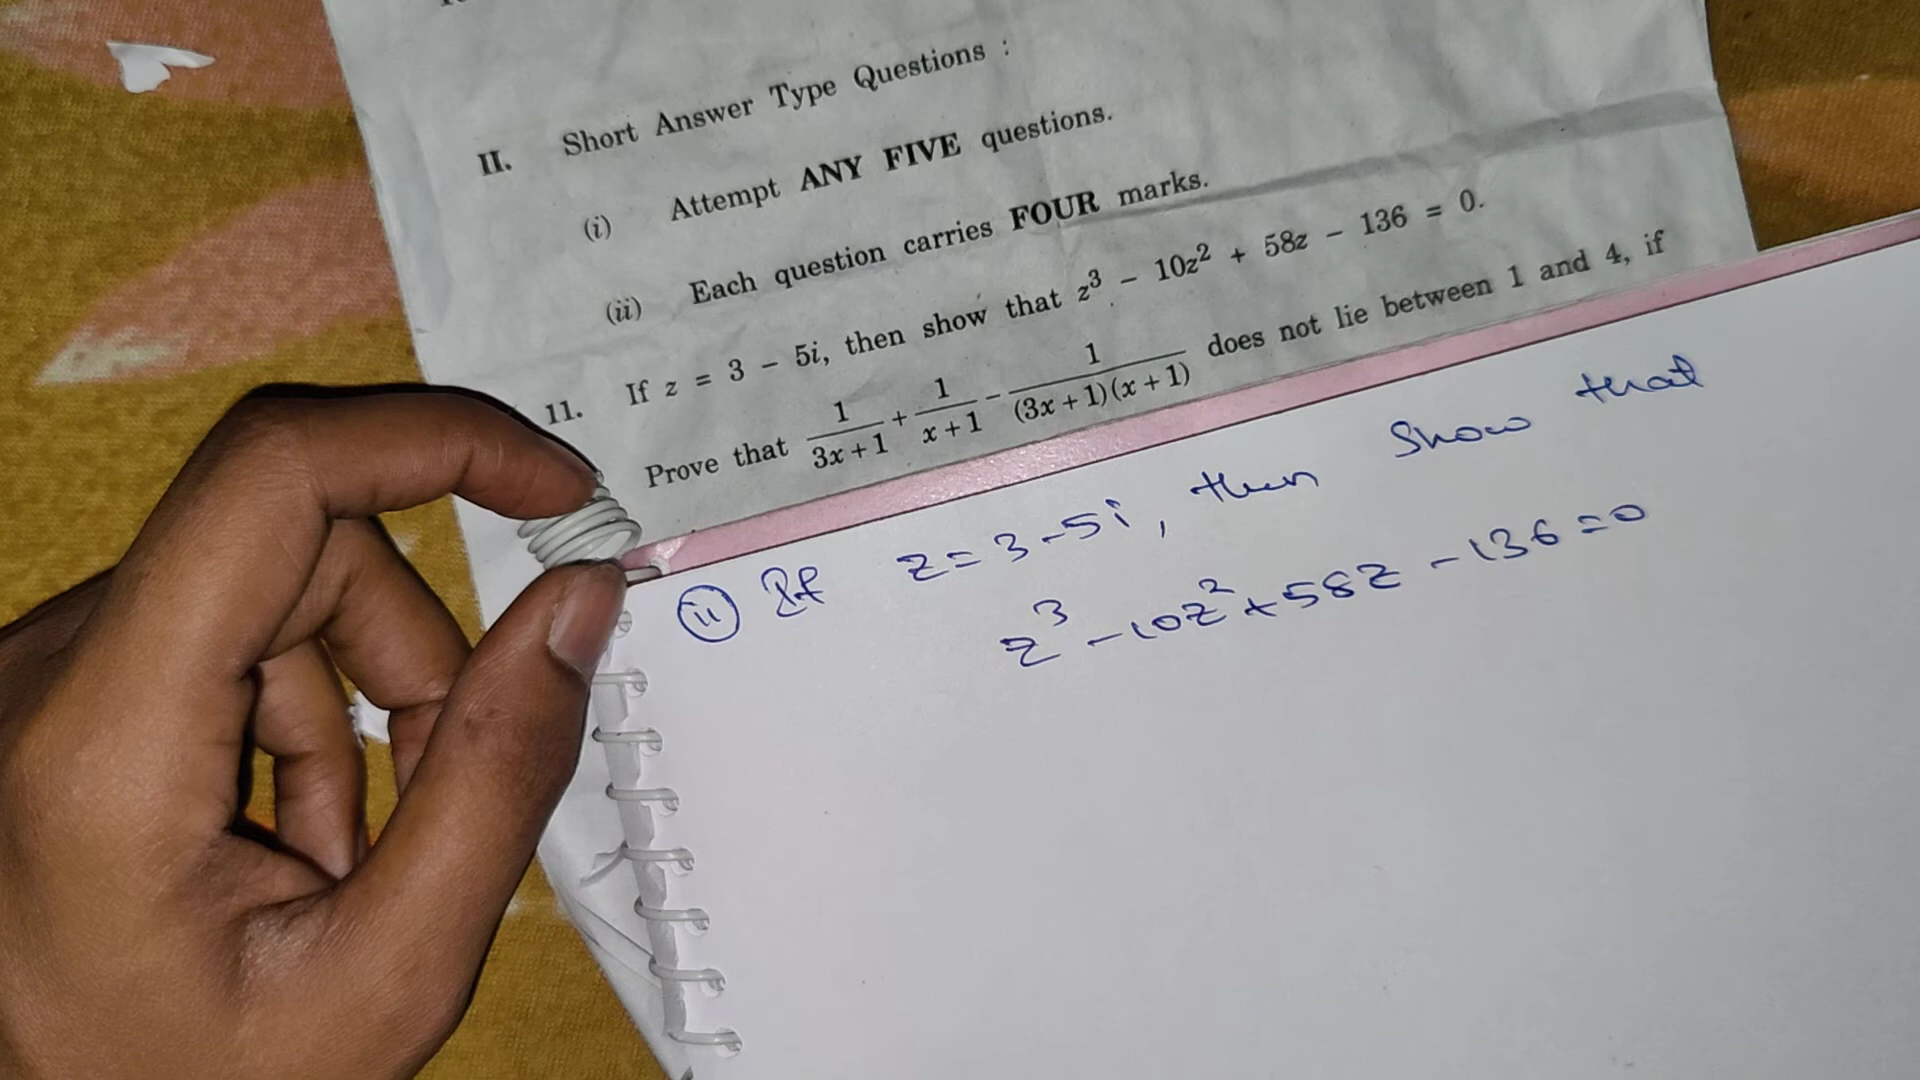 II. Short Answer Type Questions :
(i) Attempt ANY FIVE questions.
(ii) Each question carries FOUR marks.
11. If z = 3 − 5i, then show that z³ − 10z² + 58z − 136 = 0.
Prove that 1/(3x + 1) + 1/(x + 1) − 1/((3x + 1)(x + 1)) does not lie between 1 and 4, if
(11) If z = 3 - 5i, then Show that
z³ - 10z² + 58z - 136 = 0